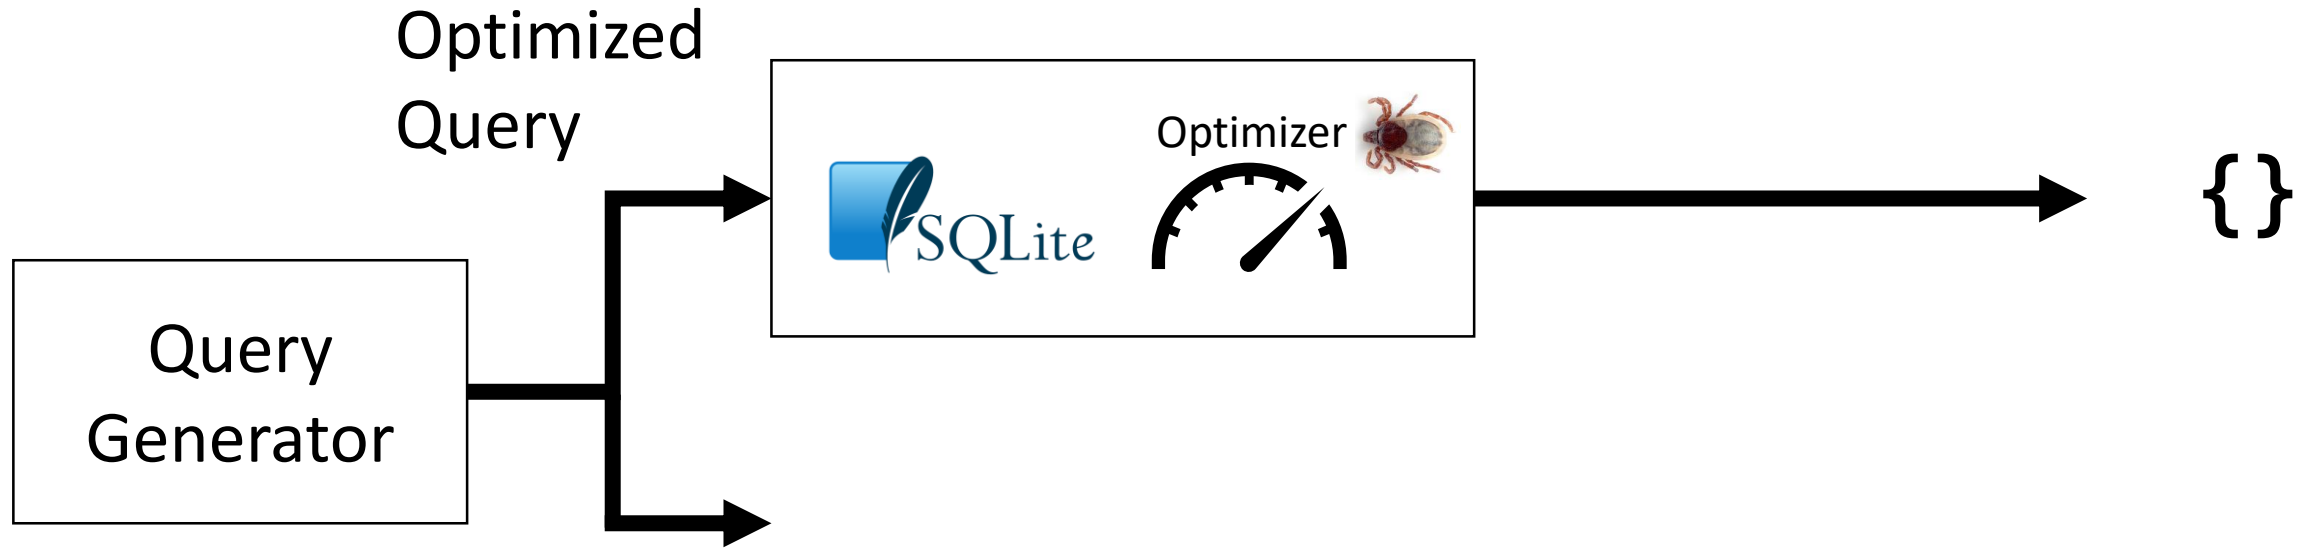 Optimized
Query
Optimizer
SQLite
{}
Query
Generator